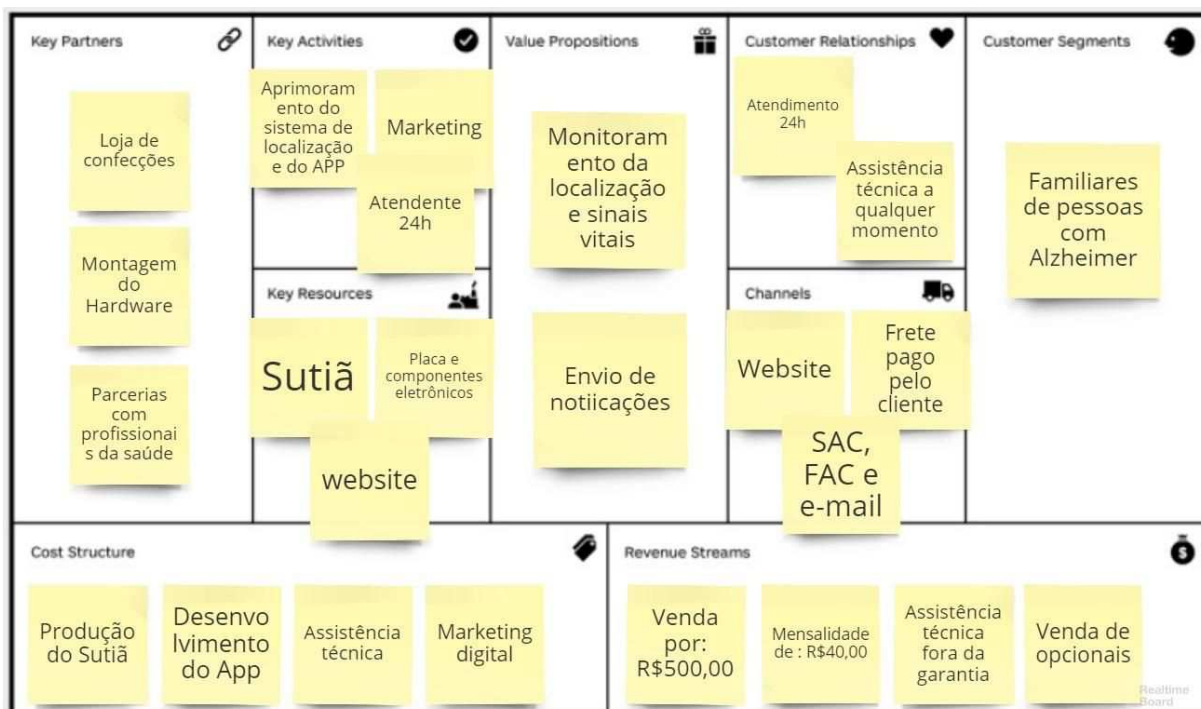 Key Partners
Loja de
confecções
Montagem
do
Hardware
Parcerias
com
profissionai
s da saúde
Key Activities
Aprimoram
ento do
sistema de
localização
e do APP
Marketing
Atendente
24h
Key Resources
Sutiã
Placa e
componentes
eletrônicos
website
Value Propositions
Monitoram
ento da
localização
e sinais
vitais
Envio de
notiicações
Customer Relationships
Atendimento
24h
Assistência
técnica a
qualquer
momento
Channels
Website
Frete
pago
pelo
cliente
SAC,
FAC e
e-mail
Customer Segments
Familiares
de pessoas
com
Alzheimer
Cost Structure
Produção
do Sutiã
Desenvo
lvimento
do App
Assistência
técnica
Marketing
digital
Revenue Streams
$
Venda
por:
R$500,00
Mensalidade
de : R$40,00
Assistência
técnica
fora da
garantia
Venda de
opcionais
Realtime
Board